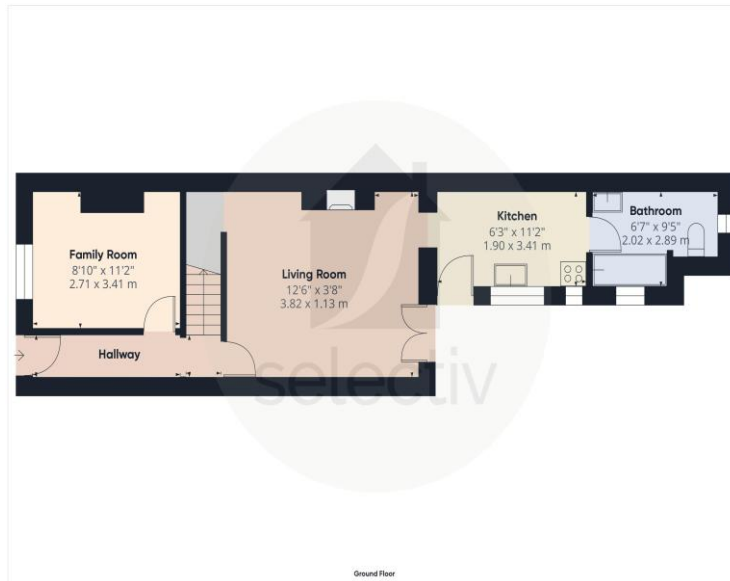 Family Room
8'10" x 11'2"
2.71 x 3.41 m
Living Room
12'6" x 3'8"
3.82 x 1.13 m
Kitchen
6'3" x 11'2"
1.90 x 3.41 m
Bathroom
6'7" x 9'5"
2.02 x 2.89 m
Hallway
selectiv
Ground Floor